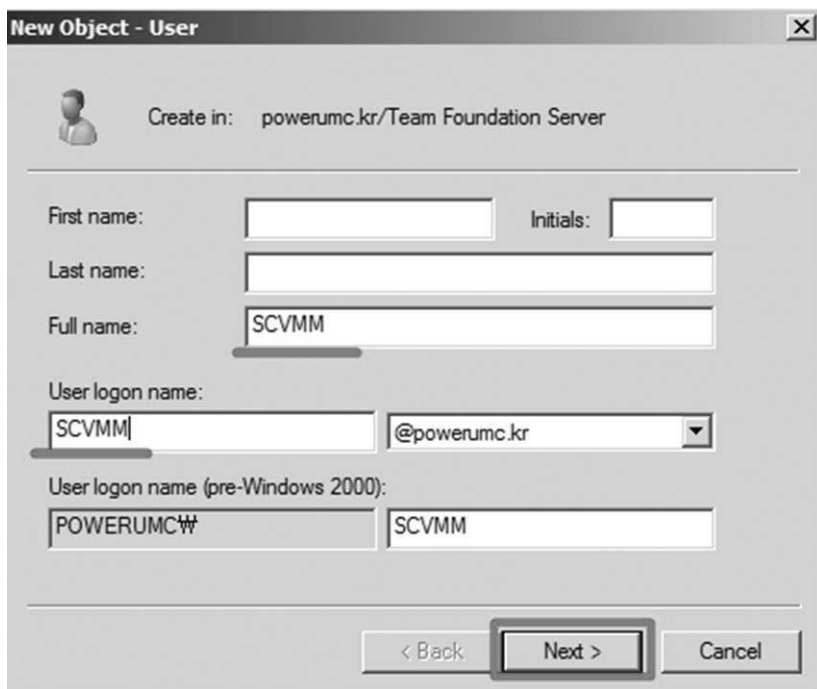 New Object - User
Create in: powerumc.kr/Team Foundation Server
First name: Initials:
Last name:
Full name: SCVMM
User logon name:
SCVMM @powerumc.kr
User logon name (pre-Windows 2000):
POWERUMC₩ SCVMM
< Back Next > Cancel